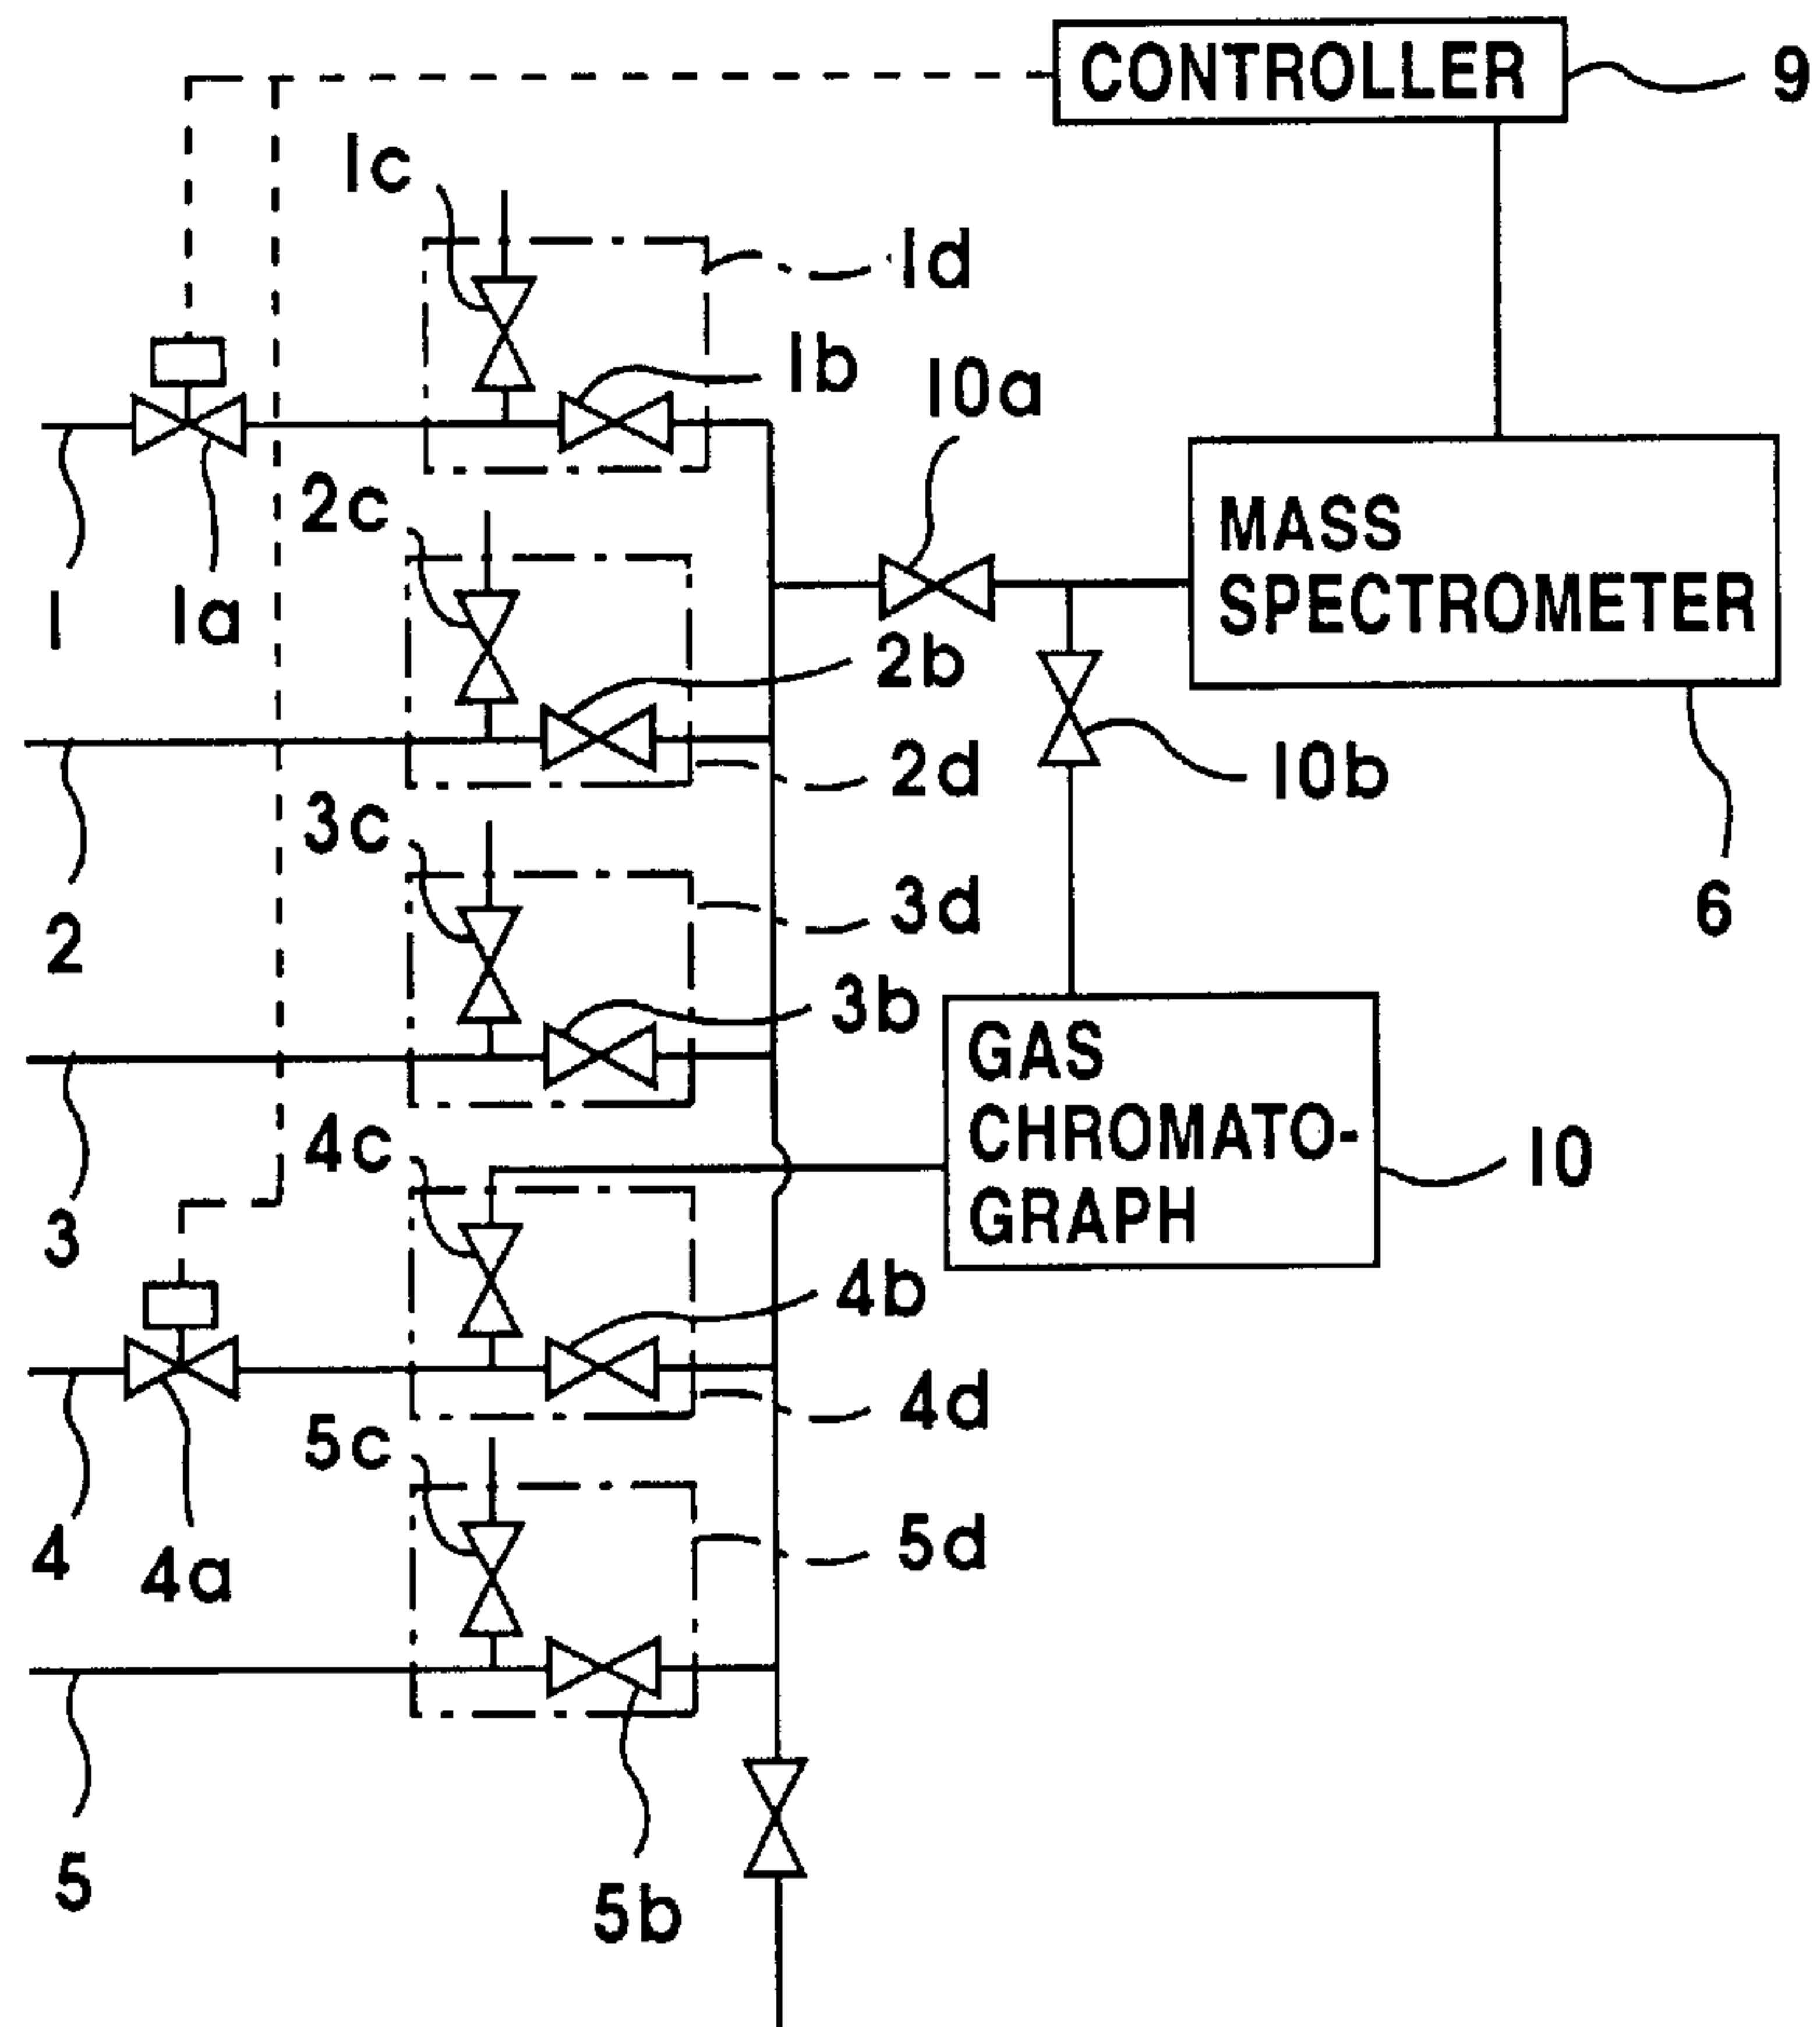 CONTROLLER
9
1c
1d
1b
10a
2c
MASS
SPECTROMETER
1
1a
2b
2d
10b
3c
3d
6
2
3b
GAS
CHROMATO-
GRAPH
4c
10
3
4b
4d
5c
4
4a
5d
5
5b